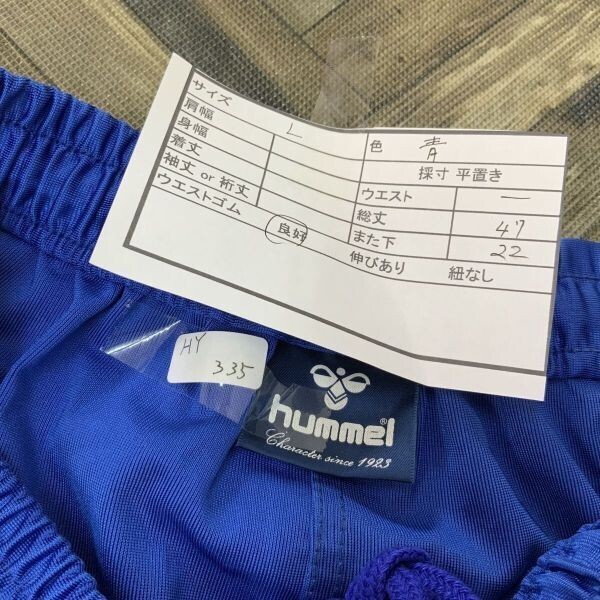 サイズ L 色 青
肩幅 採寸 平置き
身幅 ウエスト ―
着丈 総丈 47
袖丈 or 裄丈 また下 22
ウエストゴム 良好 伸びあり 紐なし
HY
335
hummel®
Character since 1923